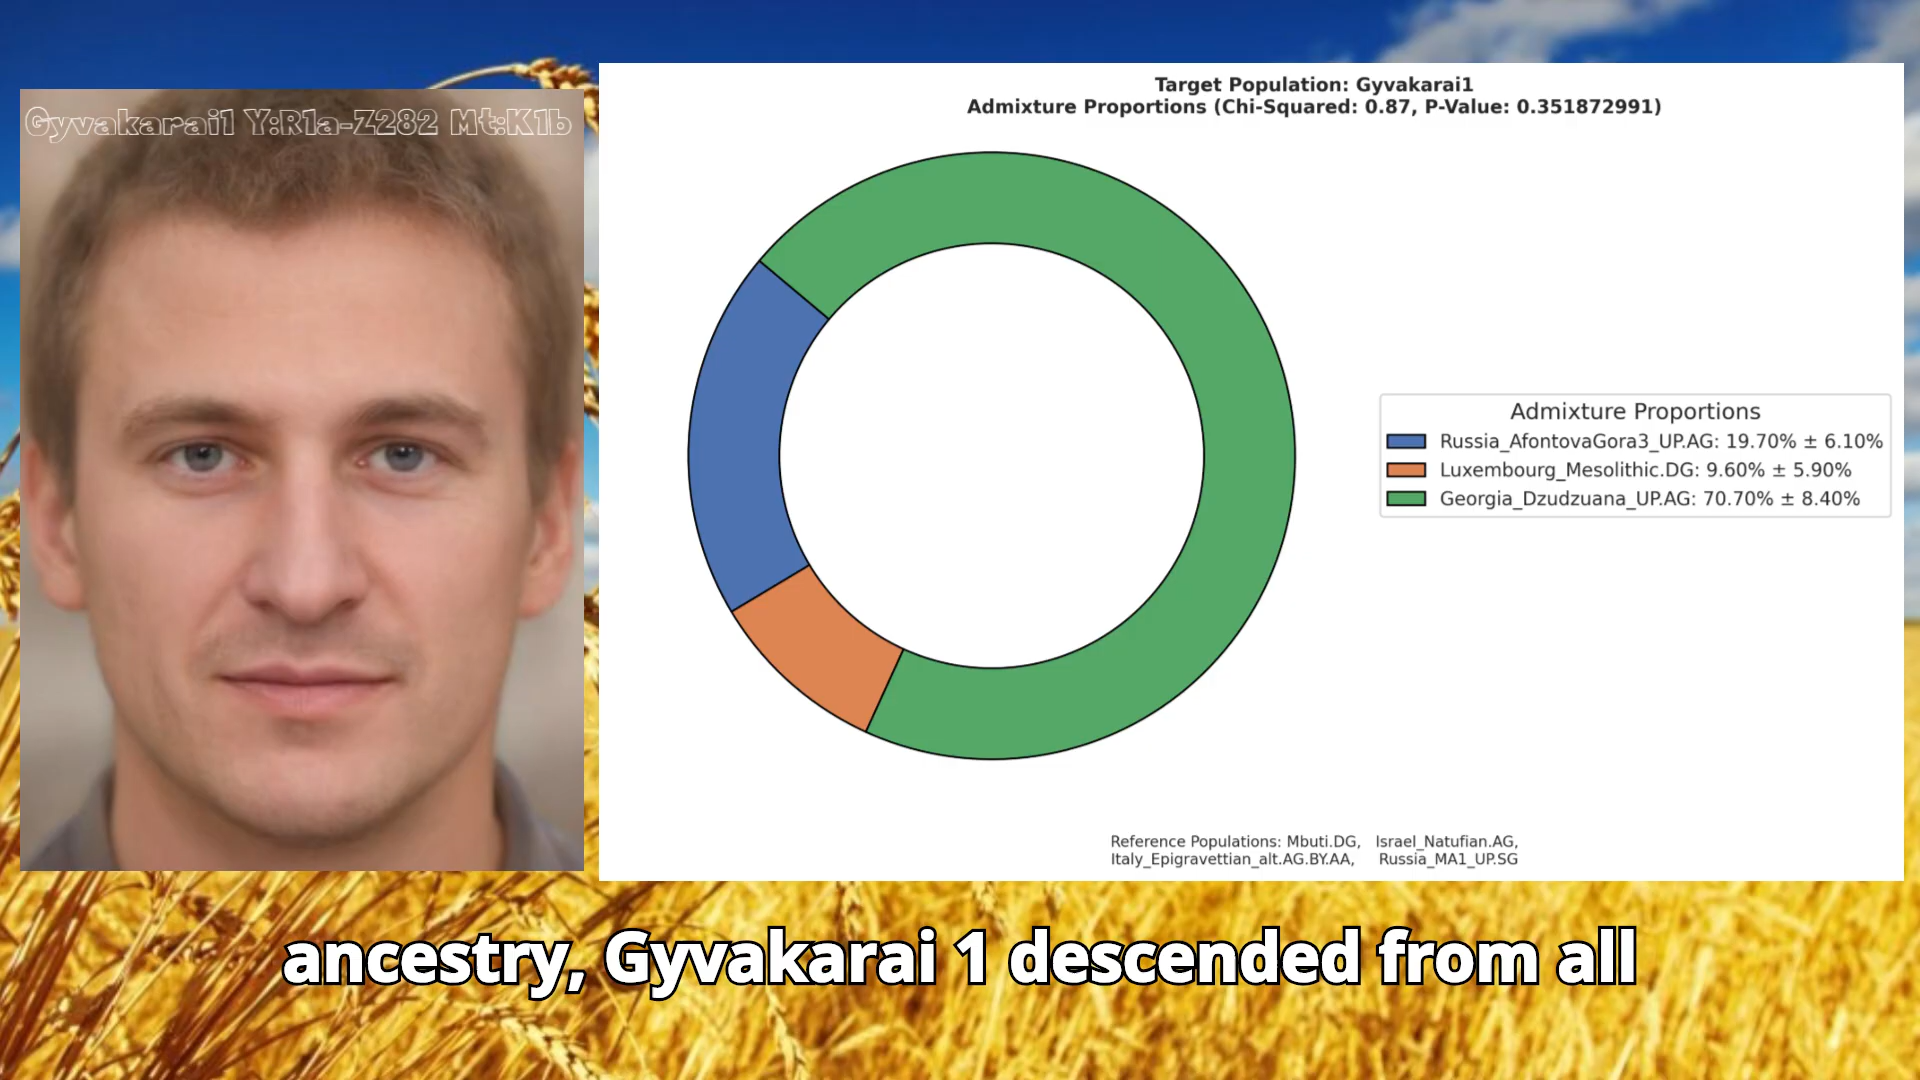 Gyvakarai1 Y:R1a-Z282 Mt:K1b
Target Population: Gyvakarai1
Admixture Proportions (Chi-Squared: 0.87, P-Value: 0.351872991)
Admixture Proportions
Russia_AfontovaGora3_UP.AG: 19.70% ± 6.10%
Luxembourg_Mesolithic.DG: 9.60% ± 5.90%
Georgia_Dzudzuana_UP.AG: 70.70% ± 8.40%
Reference Populations: Mbuti.DG, Israel_Natufian.AG,
Italy_Epigravettian_alt.AG.BY.AA, Russia_MA1_UP.SG
ancestry, Gyvakarai 1 descended from all